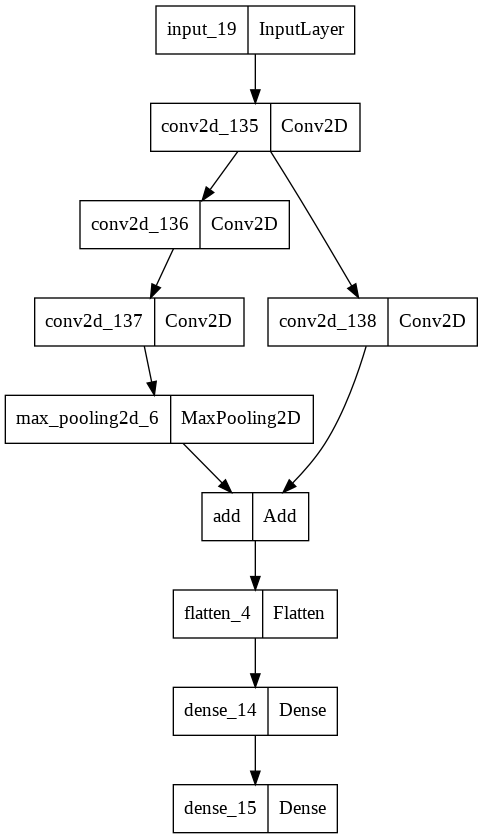 input_19 InputLayer
conv2d_135 Conv2D
conv2d_136 Conv2D
conv2d_137 Conv2D
conv2d_138 Conv2D
max_pooling2d_6 MaxPooling2D
add Add
flatten_4 Flatten
dense_14 Dense
dense_15 Dense